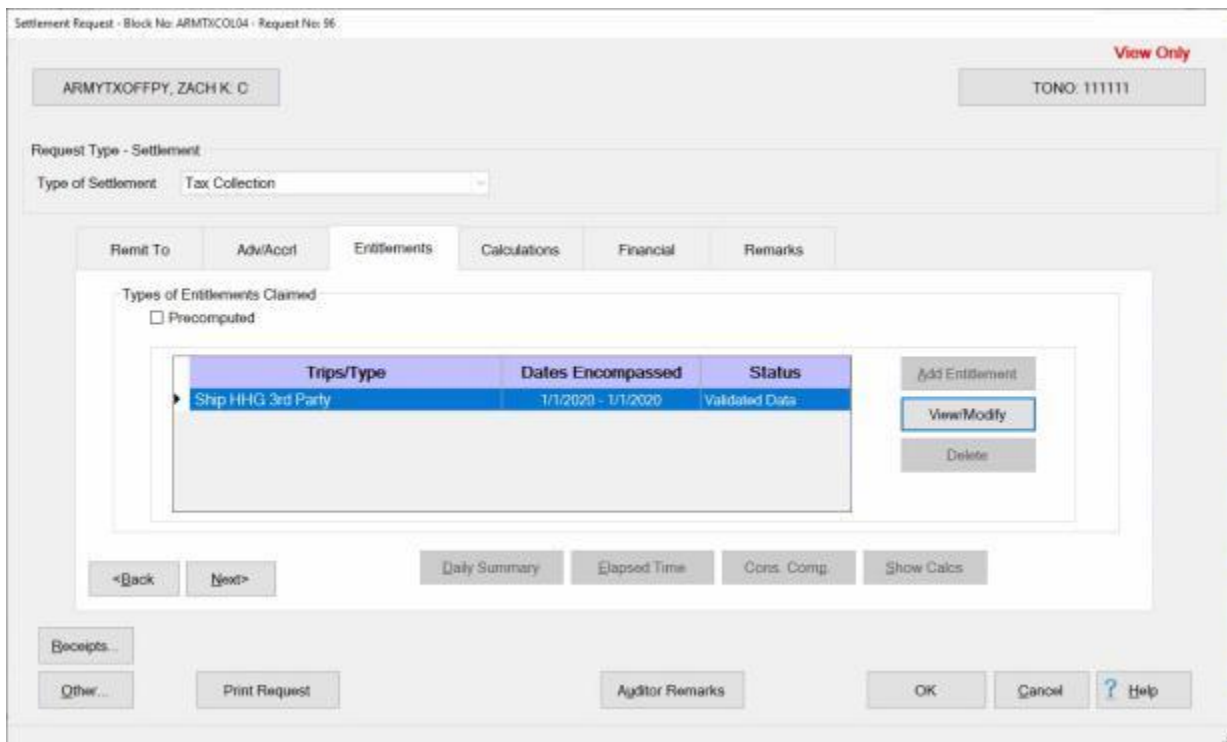 Settlement Request - Block No: ARMTXCOL04 - Request No: 96
View Only
ARMYTXOFFPY, ZACH K. C
TONO: 111111
Request Type - Settlement
Type of Settlement Tax Collection
Remit To Adv/Accrl Entitlements Calculations Financial Remarks
Types of Entitlements Claimed
Precomputed
Trips/Type Dates Encompassed Status
Add Entitlement
Ship HHG 3rd Party 1/1/2020 - 1/1/2020 Validated Data
View/Modify
Delete
<Back Next> Daily Summary Elapsed Time Cons. Comp. Show Calcs
Receipts...
Other... Print Request Auditor Remarks OK Cancel ? Help